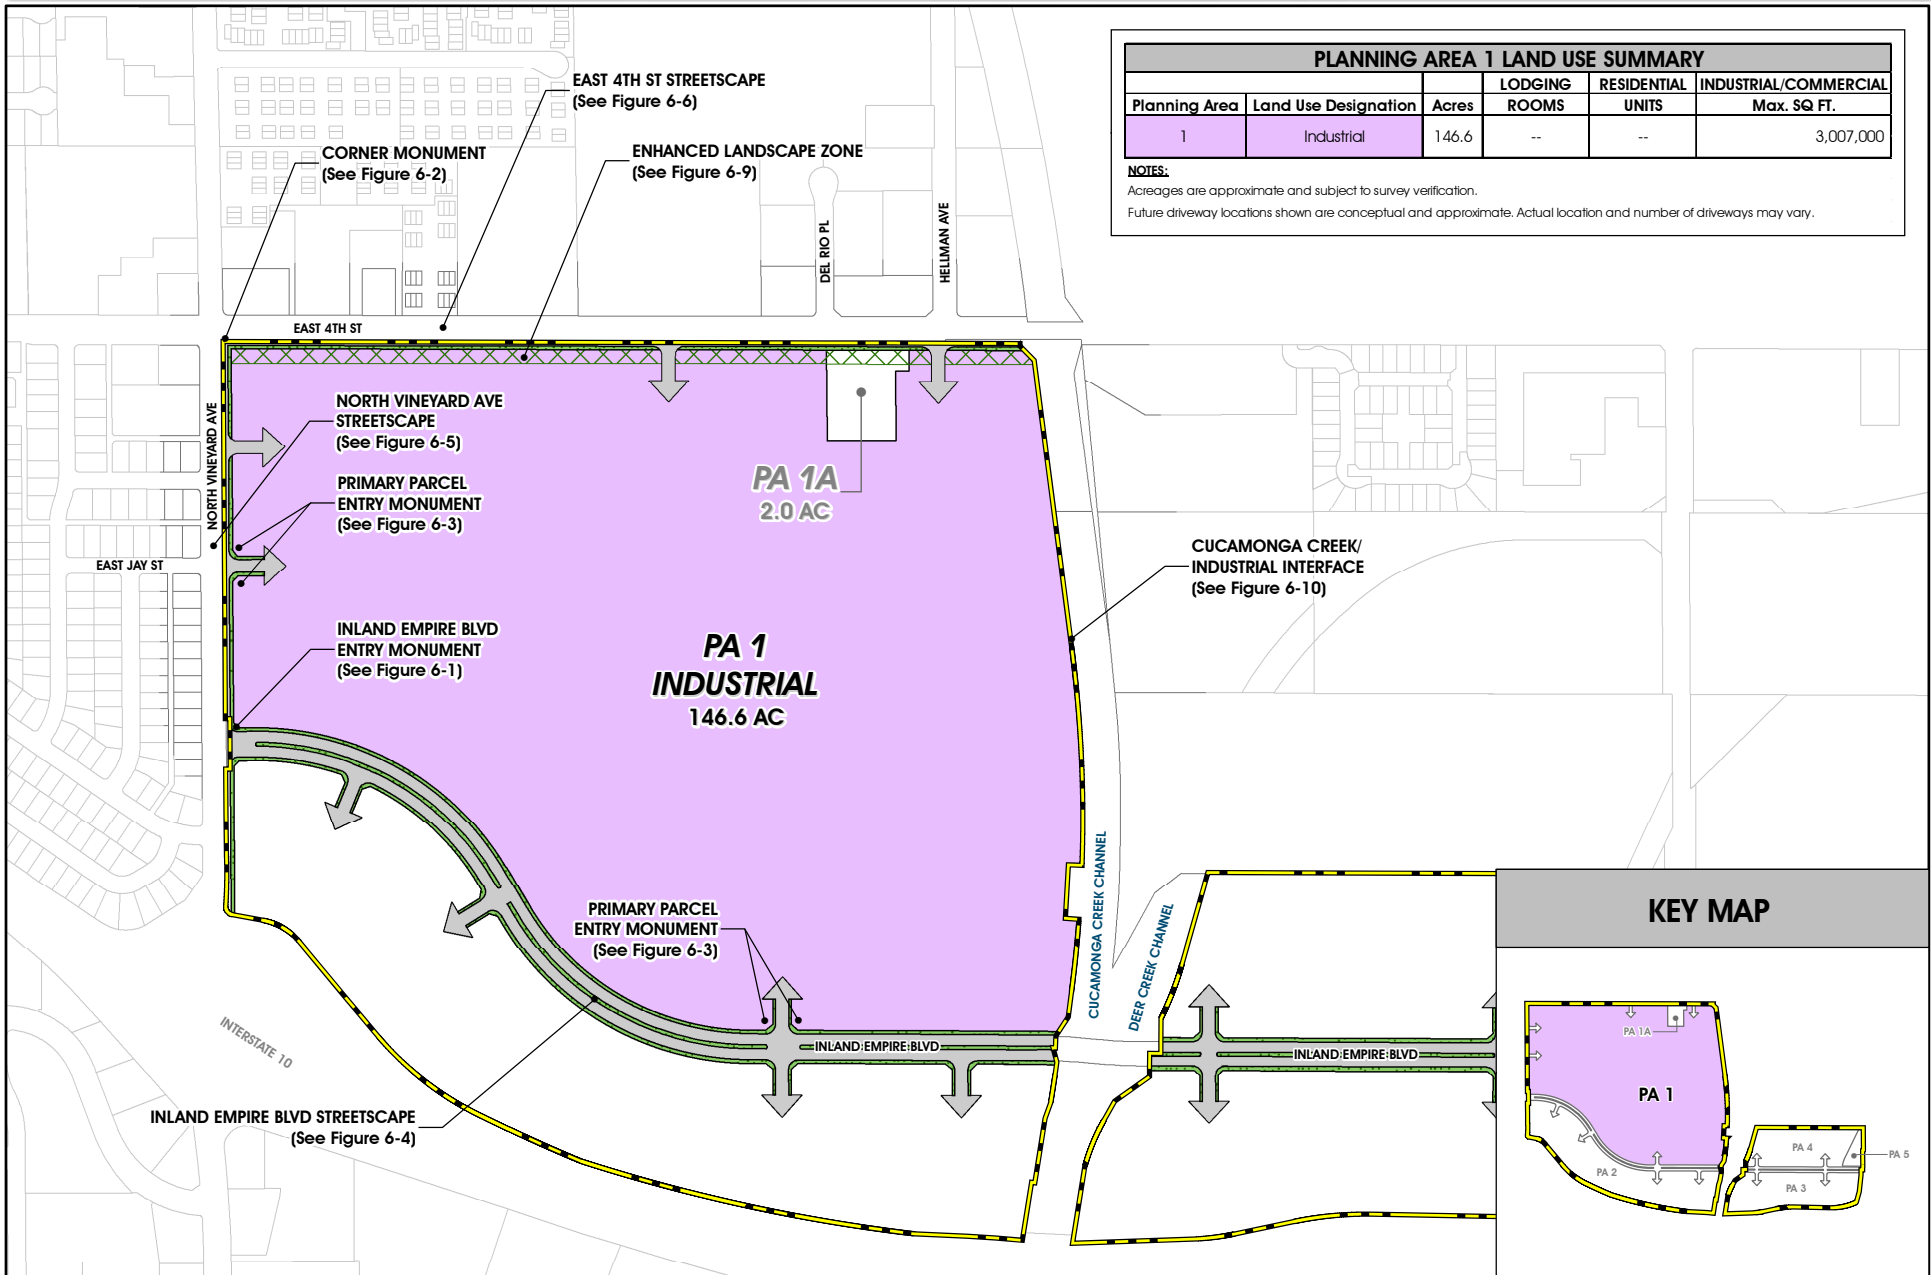 PLANNING AREA 1 LAND USE SUMMARY
LODGING RESIDENTIAL INDUSTRIAL/COMMERCIAL
Planning Area Land Use Designation Acres ROOMS UNITS Max. SQ FT.
1 Industrial 146.6 -- -- 3,007,000
NOTES:
Acreages are approximate and subject to survey verification.
Future driveway locations shown are conceptual and approximate. Actual location and number of driveways may vary.
EAST 4TH ST STREETSCAPE
(See Figure 6-6)
CORNER MONUMENT
(See Figure 6-2)
ENHANCED LANDSCAPE ZONE
(See Figure 6-9)
DEL RIO PL
HELLMAN AVE
EAST 4TH ST
NORTH VINEYARD AVE
NORTH VINEYARD AVE
STREETSCAPE
(See Figure 6-5)
PRIMARY PARCEL
ENTRY MONUMENT
(See Figure 6-3)
PA 1A
2.0 AC
EAST JAY ST
CUCAMONGA CREEK/
INDUSTRIAL INTERFACE
(See Figure 6-10)
INLAND EMPIRE BLVD
ENTRY MONUMENT
(See Figure 6-1)
PA 1
INDUSTRIAL
146.6 AC
PRIMARY PARCEL
ENTRY MONUMENT
(See Figure 6-3)
CUCAMONGA CREEK CHANNEL
DEER CREEK CHANNEL
INTERSTATE 10
INLAND EMPIRE BLVD
INLAND EMPIRE BLVD
INLAND EMPIRE BLVD STREETSCAPE
(See Figure 6-4)
KEY MAP
PA 1A
PA 1
PA 2
PA 4
PA 5
PA 3